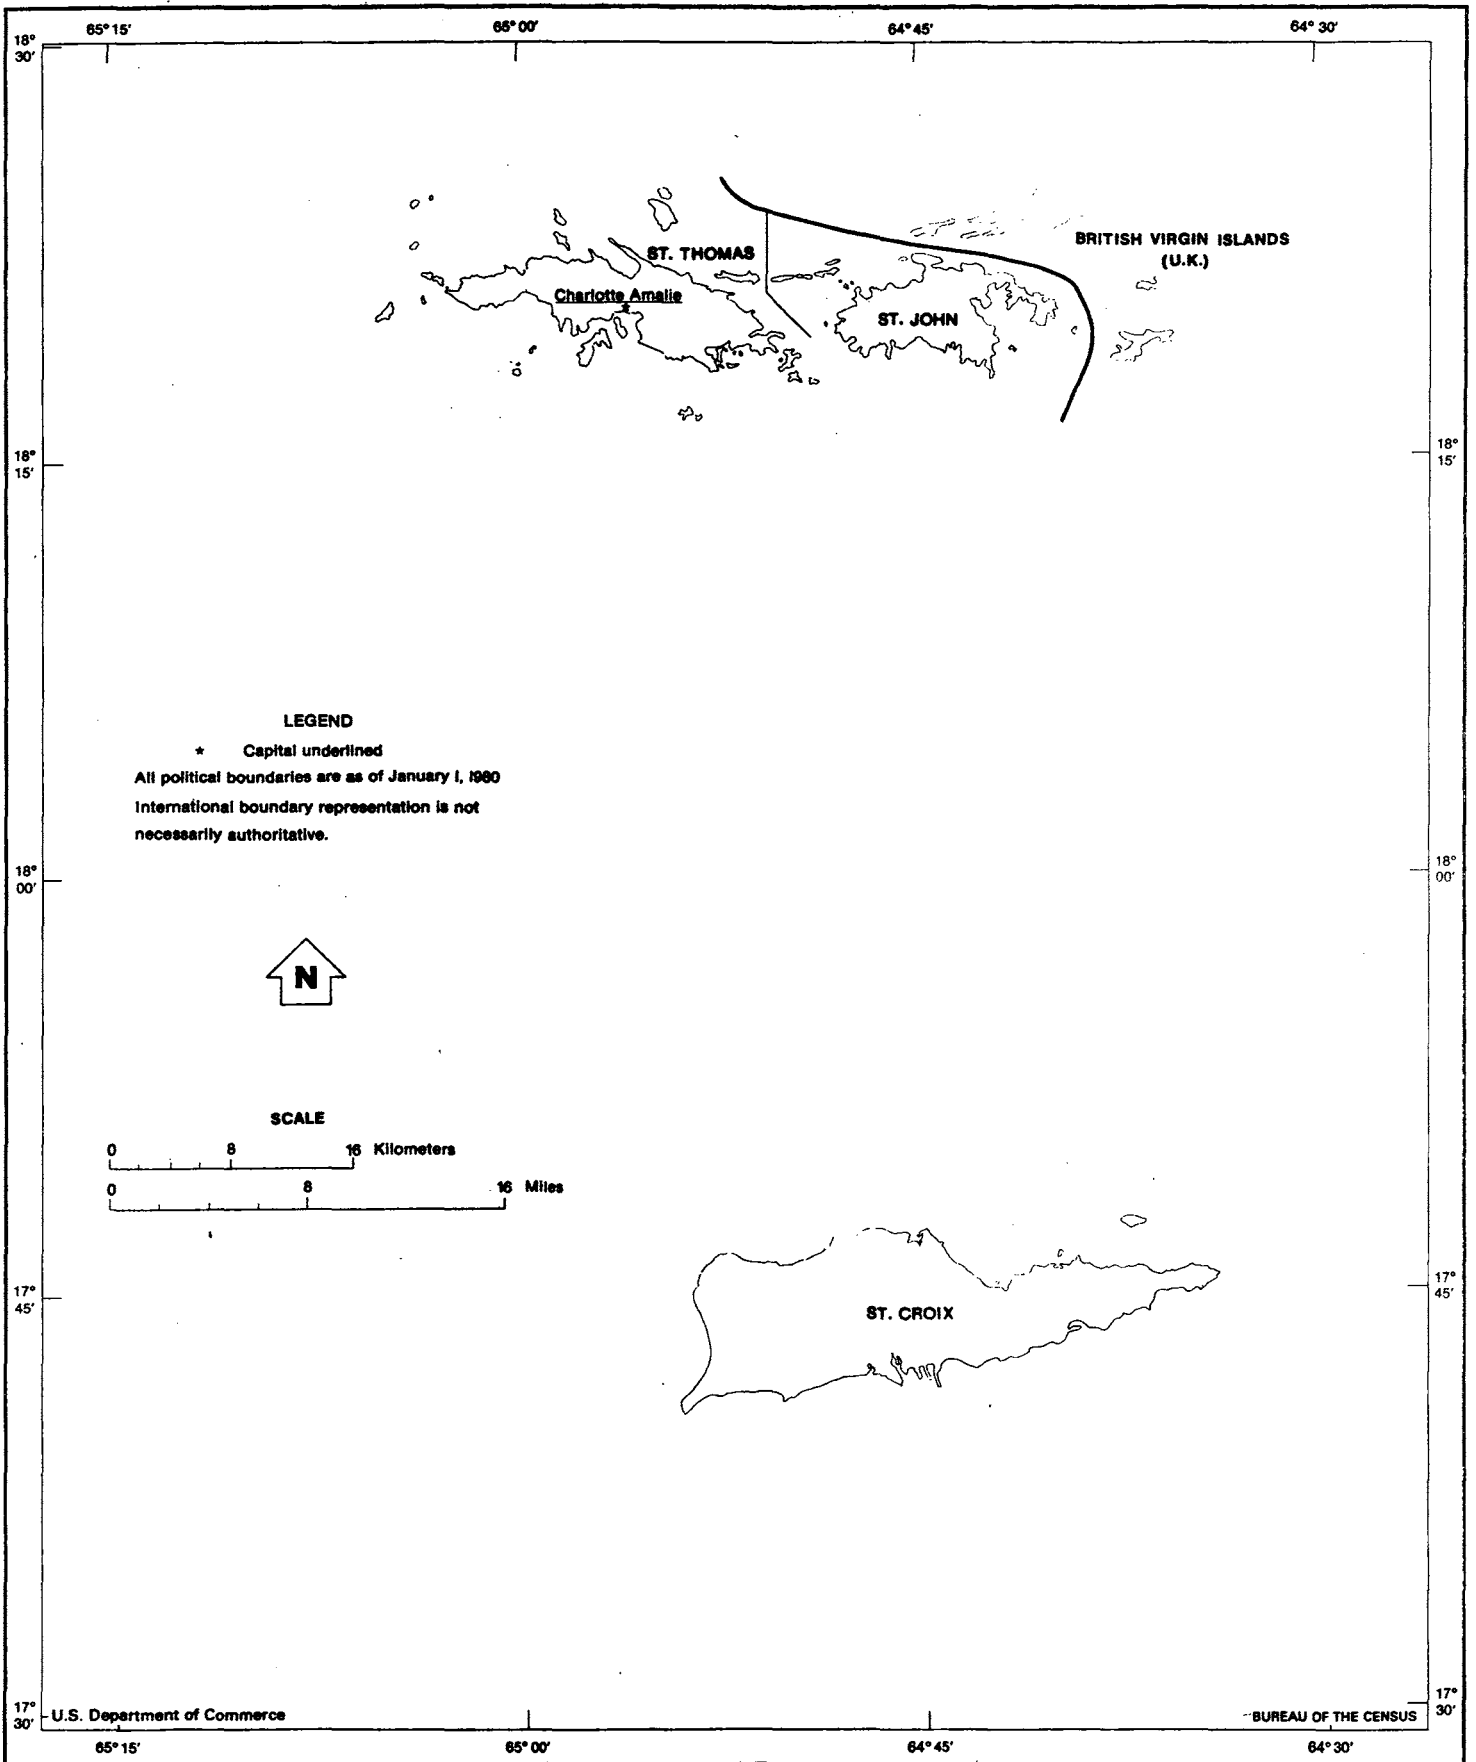 65° 15′ 65° 00′ 64° 45′ 64° 30′
18° 30′
BRITISH VIRGIN ISLANDS
(U.K.)
ST. THOMAS
Charlotte Amalie
ST. JOHN
18° 15′ 18° 15′
LEGEND
★ Capital underlined
All political boundaries are as of January 1, 1980
International boundary representation is not
necessarily authoritative.
18° 00′ 18° 00′
N
SCALE
0 8 16 Kilometers
0 8 16 Miles
17° 45′ 17° 45′
ST. CROIX
17° 30′ 17° 30′
U.S. Department of Commerce BUREAU OF THE CENSUS
65° 15′ 65° 00′ 64° 45′ 64° 30′